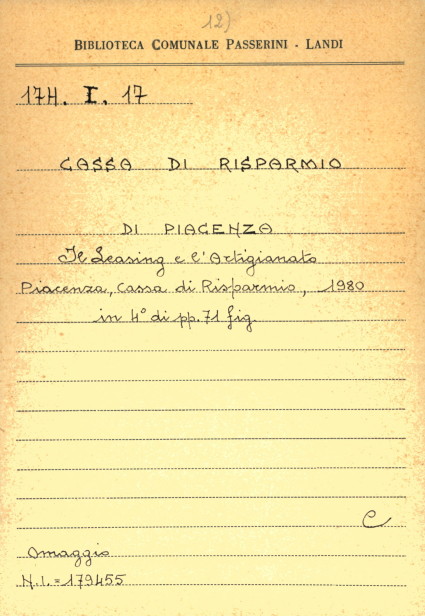 12)
BIBLIOTECA COMUNALE PASSERINI - LANDI
174. I. 17
CASSA DI RISPARMIO
DI PIACENZA
Il Leasing e l'Artigianato
Piacenza, Cassa di Risparmio, 1980
in 4° di pp. 71 fig.
C
Omaggio
N.I. = 179455